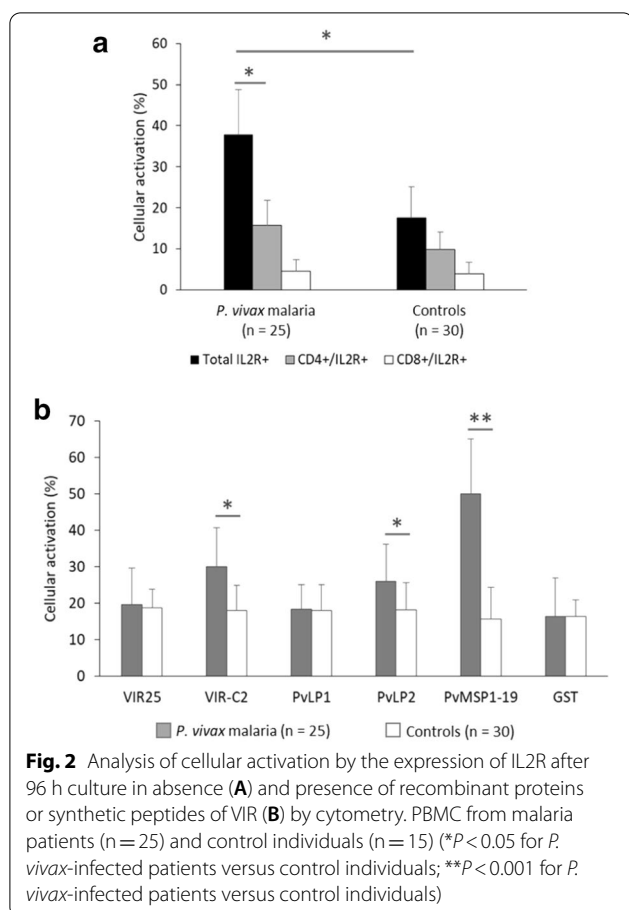 a
*
60
50
40
30
20
10
0
Cellular activation (%)
*
P. vivax malaria
(n = 25)
Controls
(n = 30)
■ Total IL2R+ ■ CD4+/IL2R+ □ CD8+/IL2R+
b
70
60
50
40
30
20
10
0
Cellular activation (%)
*
*
**
VIR25 VIR-C2 PvLP1 PvLP2 PvMSP1-19 GST
■ P. vivax malaria (n = 25) □ Controls (n = 30)
Fig. 2 Analysis of cellular activation by the expression of IL2R after
96 h culture in absence (A) and presence of recombinant proteins
or synthetic peptides of VIR (B) by cytometry. PBMC from malaria
patients (n = 25) and control individuals (n = 15) (*P < 0.05 for P.
vivax-infected patients versus control individuals; **P < 0.001 for P.
vivax-infected patients versus control individuals)